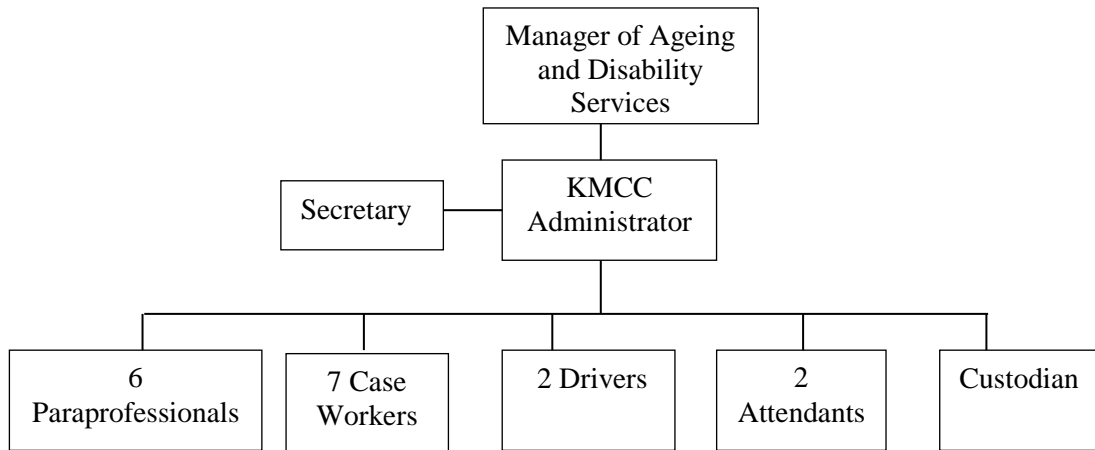 Manager of Ageing
and Disability
Services
Secretary
KMCC
Administrator
6
Paraprofessionals
7 Case
Workers
2 Drivers
2
Attendants
Custodian